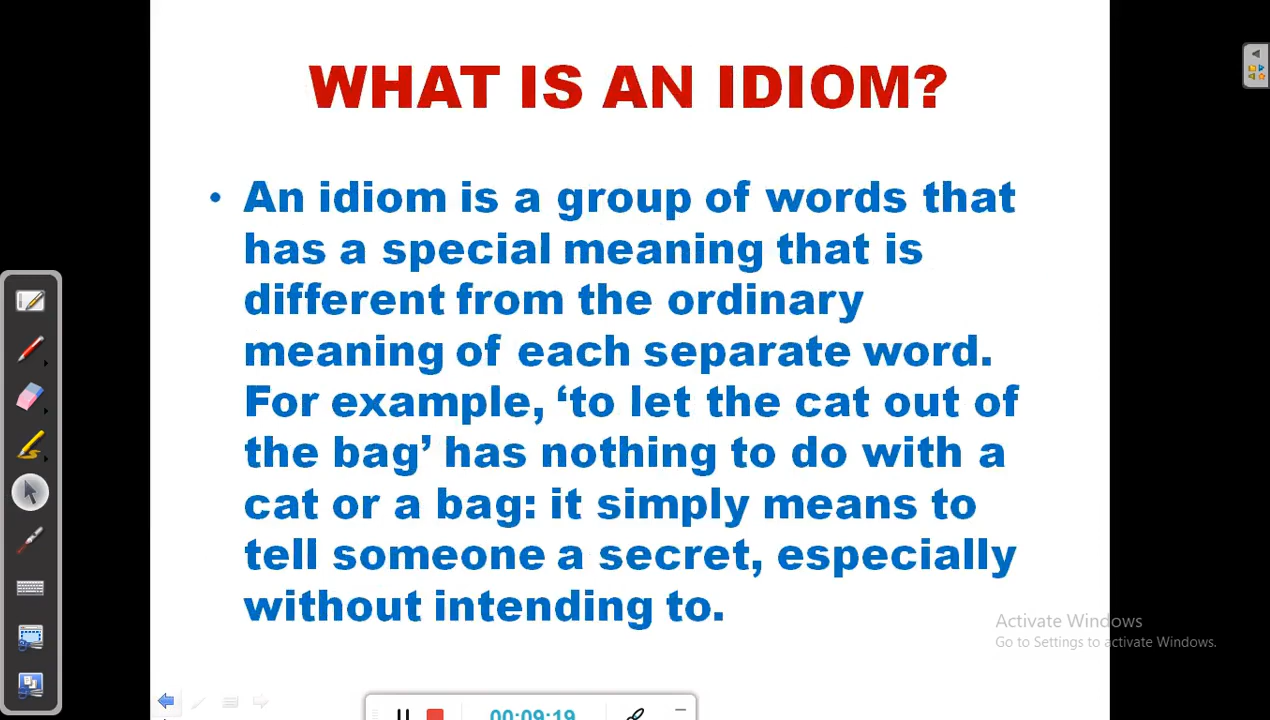 WHAT IS AN IDIOM?
• An idiom is a group of words that
has a special meaning that is
different from the ordinary
meaning of each separate word.
For example, ‘to let the cat out of
the bag’ has nothing to do with a
cat or a bag: it simply means to
tell someone a secret, especially
without intending to.
Activate Windows
Go to Settings to activate Windows.
00:09:19